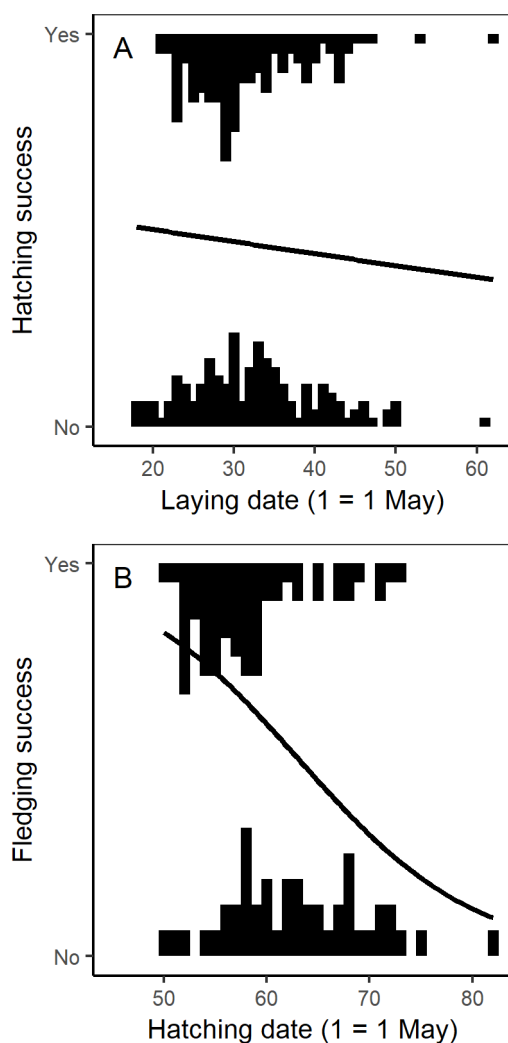 Yes
A
Hatching success
No
20 30 40 50 60
Laying date (1 = 1 May)
Yes
B
Fledging success
No
50 60 70 80
Hatching date (1 = 1 May)